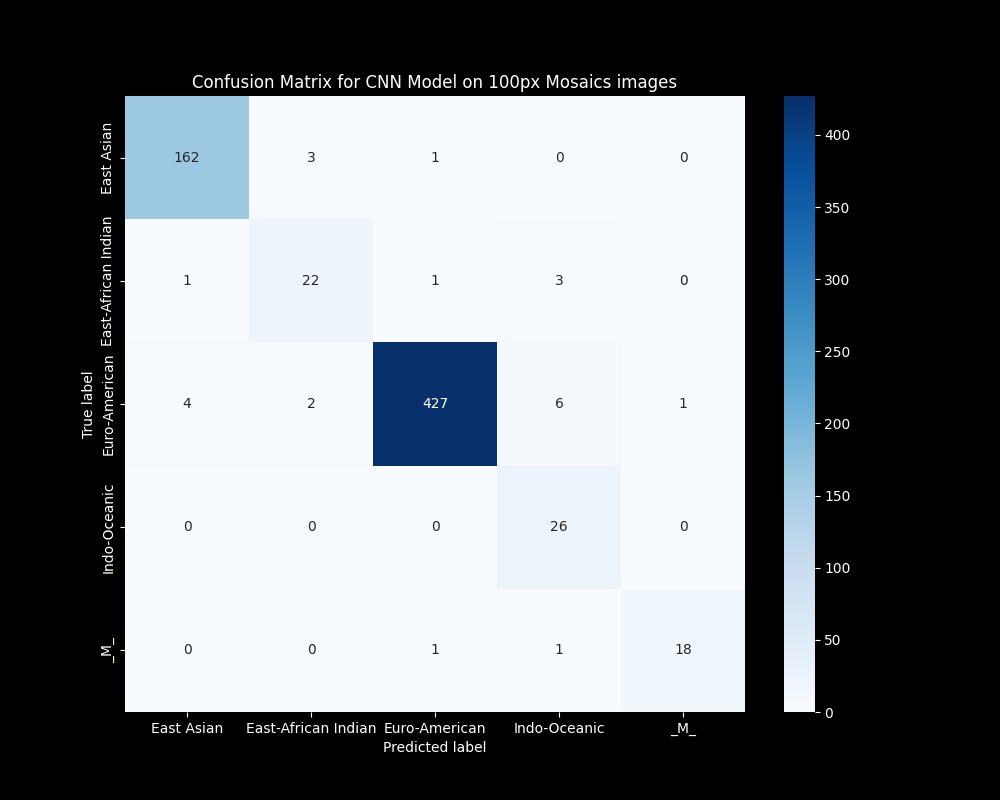 Confusion Matrix for CNN Model on 100px Mosaics images
True label
East Asian
162 3 1 0 0
East-African Indian
1 22 1 3 0
Euro-American
4 2 427 6 1
Indo-Oceanic
0 0 0 26 0
_M_
0 0 1 1 18
East Asian East-African Indian Euro-American Indo-Oceanic _M_
Predicted label
400
350
300
250
200
150
100
50
0